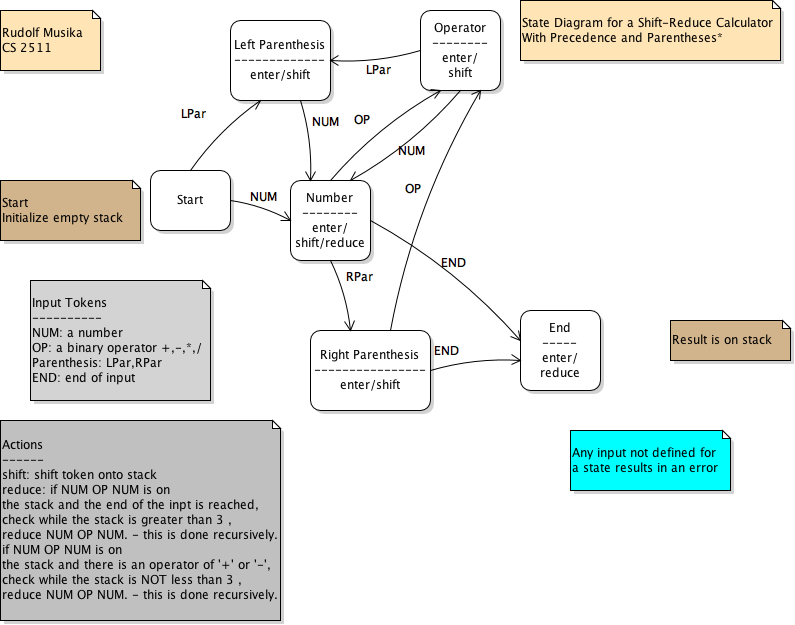 Rudolf Musika
CS 2511
Left Parenthesis
-------------
enter/shift
Operator
--------
enter/
shift
State Diagram for a Shift-Reduce Calculator
With Precedence and Parentheses*
LPar
LPar
NUM
OP
NUM
OP
Start
Initialize empty stack
Start
NUM
Number
--------
enter/
shift/reduce
END
RPar
Input Tokens
----------
NUM: a number
OP: a binary operator +,-,*,/
Parenthesis: LPar,RPar
END: end of input
Right Parenthesis
----------------
enter/shift
END
End
-----
enter/
reduce
Result is on stack
Actions
------
shift: shift token onto stack
reduce: if NUM OP NUM is on
the stack and the end of the inpt is reached,
check while the stack is greater than 3 ,
reduce NUM OP NUM. - this is done recursively.
if NUM OP NUM is on
the stack and there is an operator of '+' or '-',
check while the stack is NOT less than 3 ,
reduce NUM OP NUM. - this is done recursively.
Any input not defined for
a state results in an error